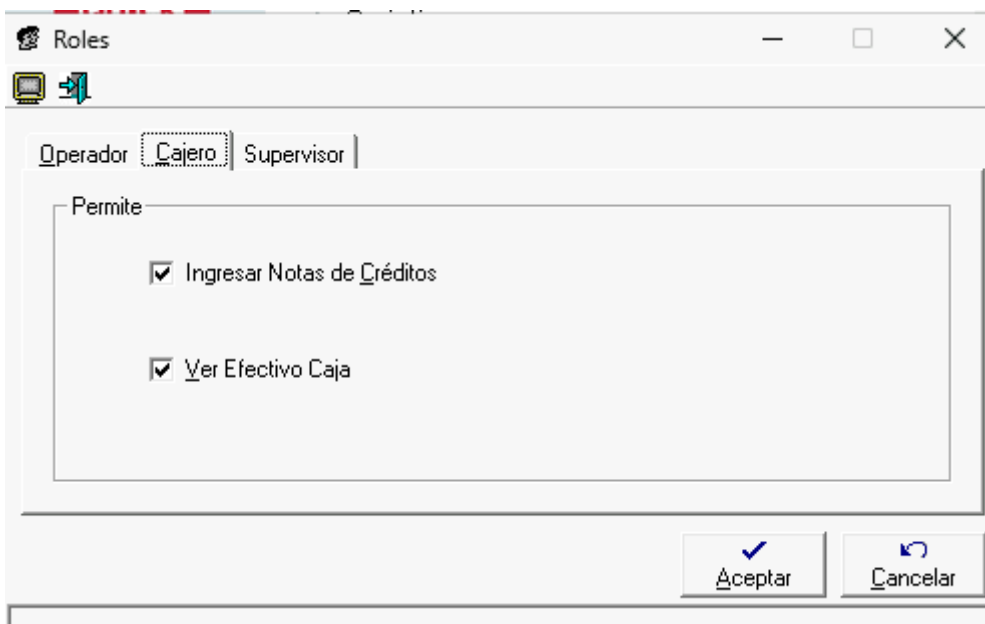 Roles
Operador Cajero Supervisor
Permite
Ingresar Notas de Créditos
Ver Efectivo Caja
Aceptar Cancelar